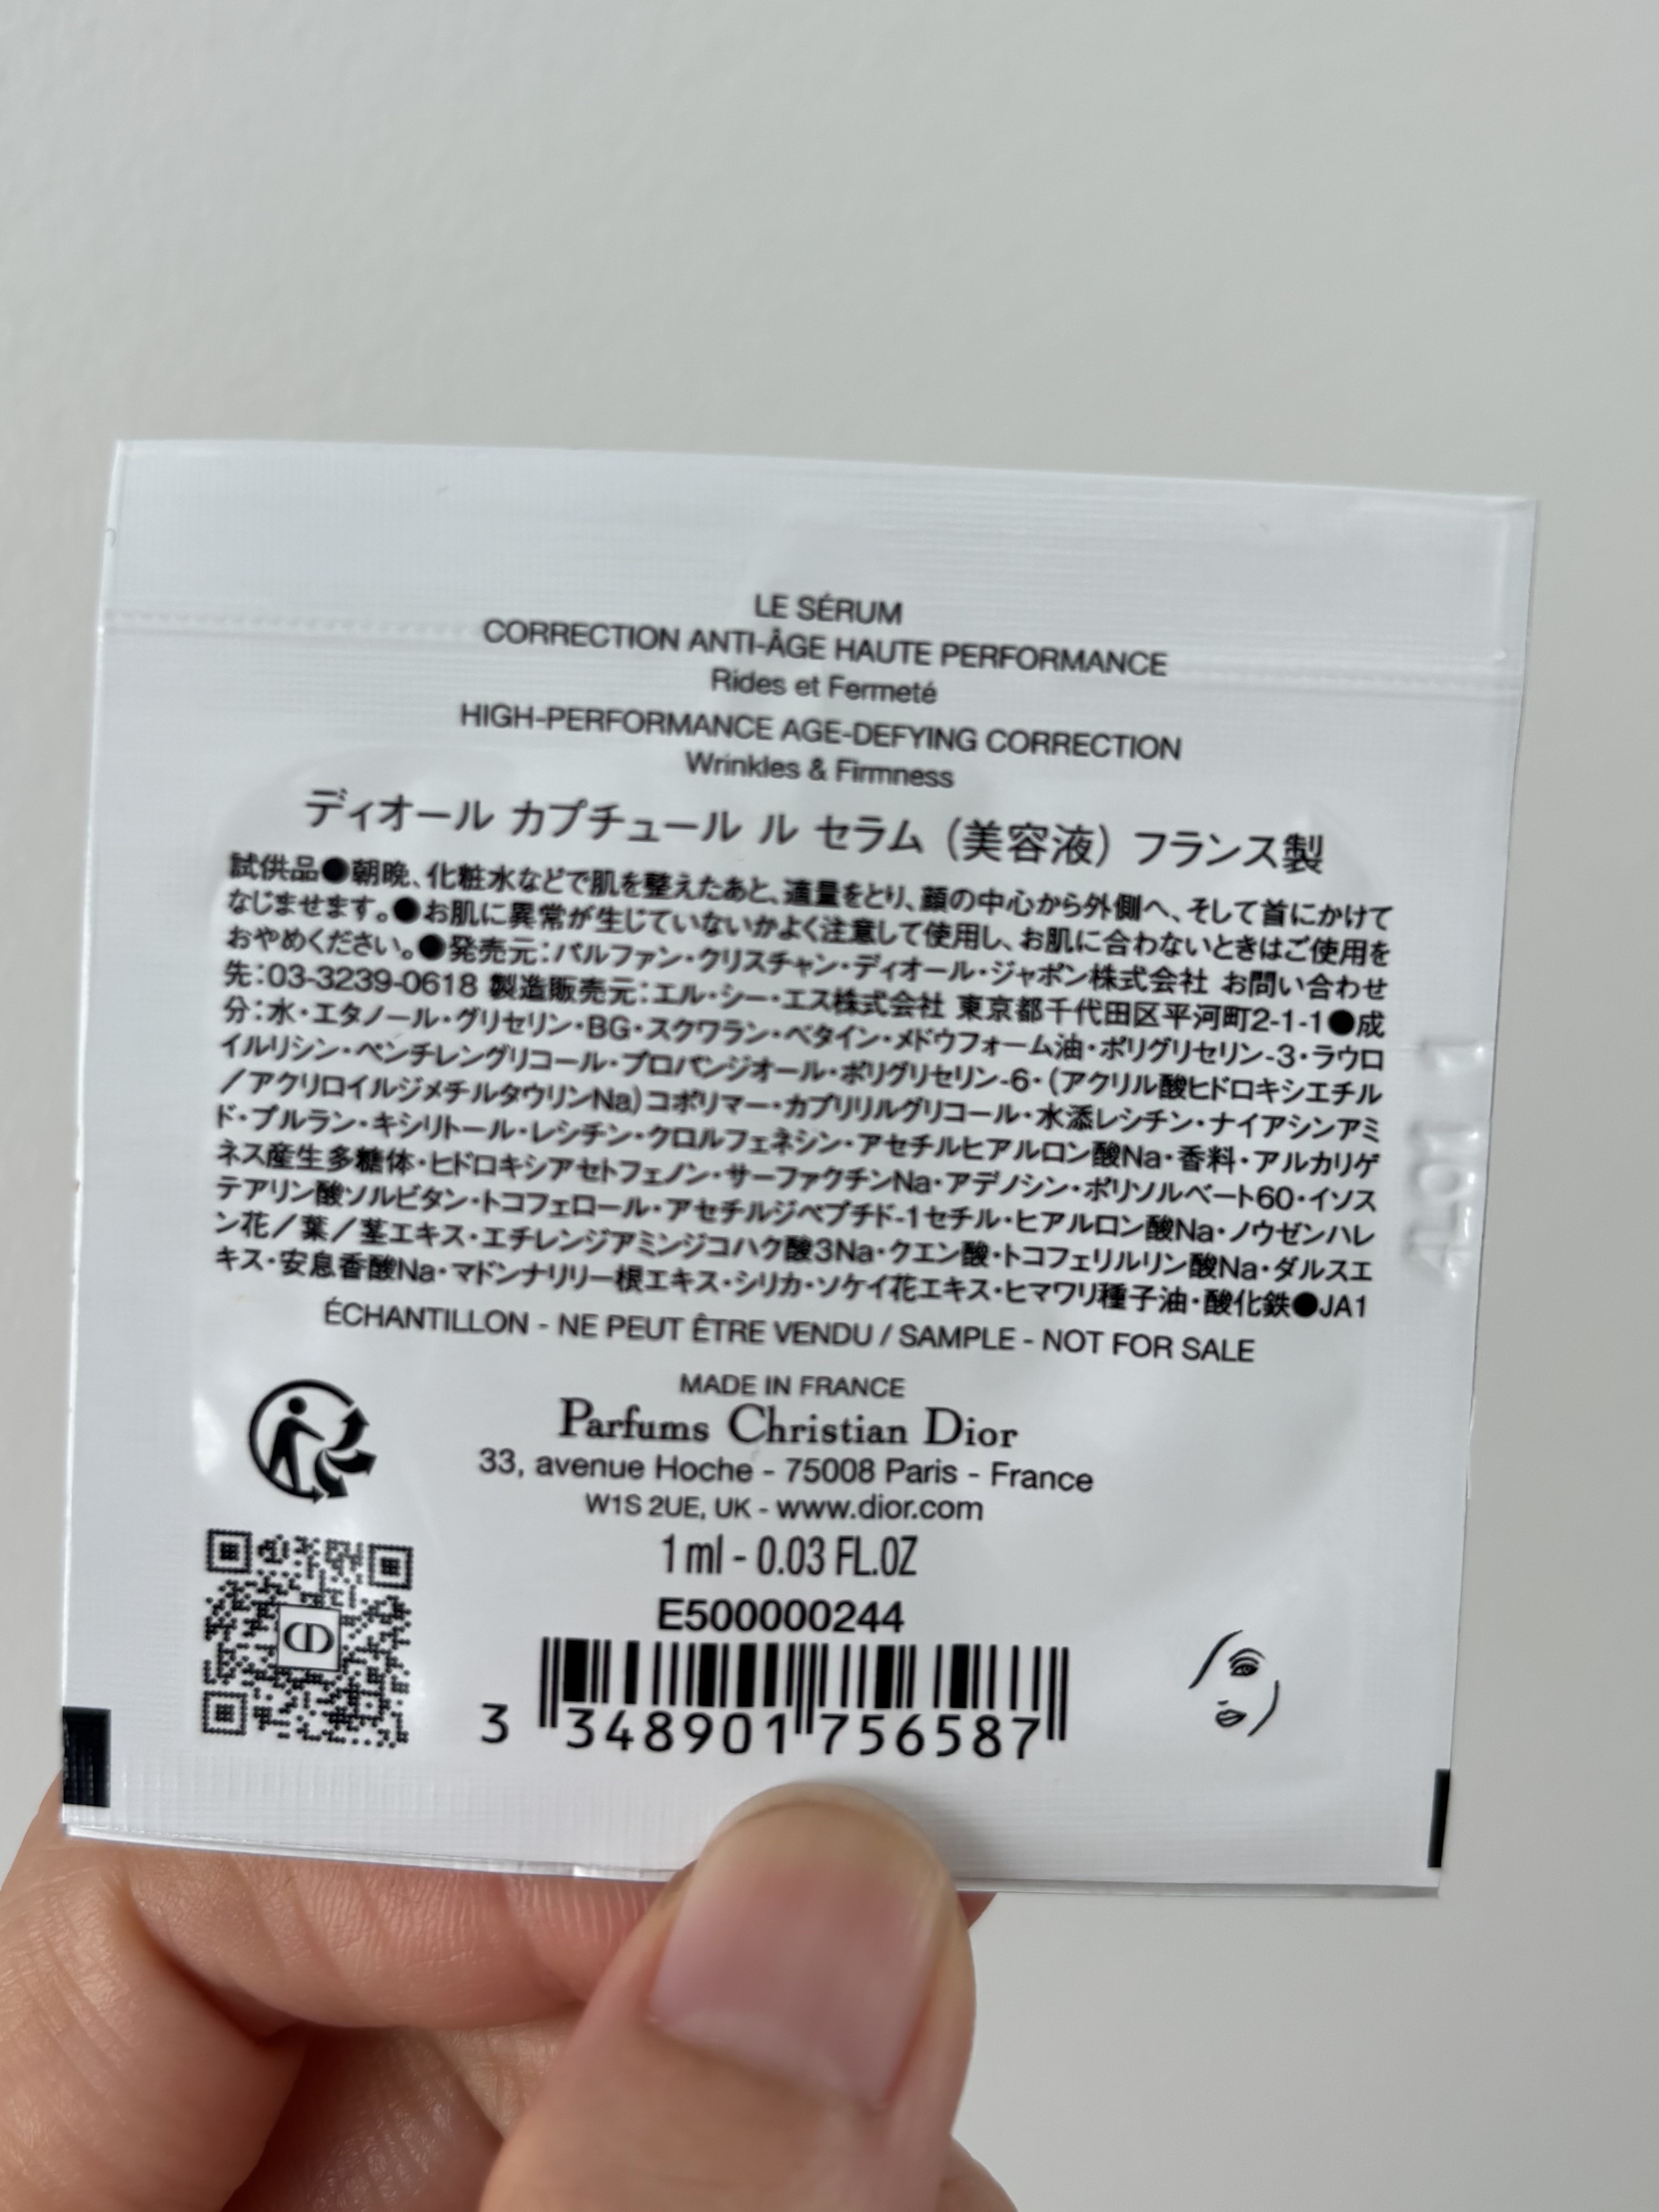 LE SÉRUM
CORRECTION ANTI-ÂGE HAUTE PERFORMANCE
Rides et Fermeté
HIGH-PERFORMANCE AGE-DEFYING CORRECTION
Wrinkles & Firmness
ディオール カプチュール ル セラム (美容液) フランス製
試供品●朝晩、化粧水などで肌を整えたあと、適量をとり、顔の中心から外側へ、そして首にかけて
なじませます。●お肌に異常が生じていないかよく注意して使用し、お肌に合わないときはご使用を
おやめください。●発売元:パルファン・クリスチャン・ディオール・ジャポン株式会社 お問い合わせ
先:03-3239-0618 製造販売元:エル・シー・エス株式会社 東京都千代田区平河町2-1-1●成
分:水・エタノール・グリセリン・BG・スクワラン・ベタイン・メドウフォーム油・ポリグリセリン-3・ラウロ
イルリシン・ペンチレングリコール・プロパンジオール・ポリグリセリン-6・(アクリル酸ヒドロキシエチル
/アクリロイルジメチルタウリンNa)コポリマー・カプリリルグリコール・水添レシチン・ナイアシンアミ
ド・プルラン・キシリトール・レシチン・クロルフェネシン・アセチルヒアルロン酸Na・香料・アルカリゲ
ネス産生多糖体・ヒドロキシアセトフェノン・サーファクチンNa・アデノシン・ポリソルベート60・イソス
テアリン酸ソルビタン・トコフェロール・アセチルジペプチド-1セチル・ヒアルロン酸Na・ノウゼンハレ
ン花/葉/茎エキス・エチレンジアミンジコハク酸3Na・クエン酸・トコフェリルリン酸Na・ダルスエ
キス・安息香酸Na・マドンナリリー根エキス・シリカ・ソケイ花エキス・ヒマワリ種子油・酸化鉄●JA1
ÉCHANTILLON - NE PEUT ÊTRE VENDU / SAMPLE - NOT FOR SALE
MADE IN FRANCE
Parfums Christian Dior
33, avenue Hoche - 75008 Paris - France
W1S 2UE, UK - www.dior.com
1 ml - 0.03 FL.OZ
E500000244
3 348901 756587
CD